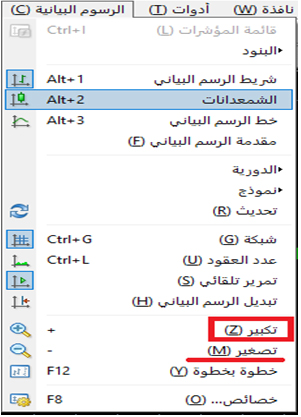 الرسوم البيانية (C) أدوات (T) نافذة (W)
قائمة المؤشرات (L) Ctrl+I
البنود
شريط الرسم البياني Alt+1
الشمعدانات Alt+2
خط الرسم البياني Alt+3
مقدمة الرسم البياني (F)
الدورية
نموذج
تحديث (R)
شبكة (G) Ctrl+G
عدد العقود (U) Ctrl+L
تمرير تلقائي (S)
تبديل الرسم البياني (H)
تكبير (Z) +
تصغير (M) -
خطوة بخطوة (Y) F12
خصائص... (O) F8